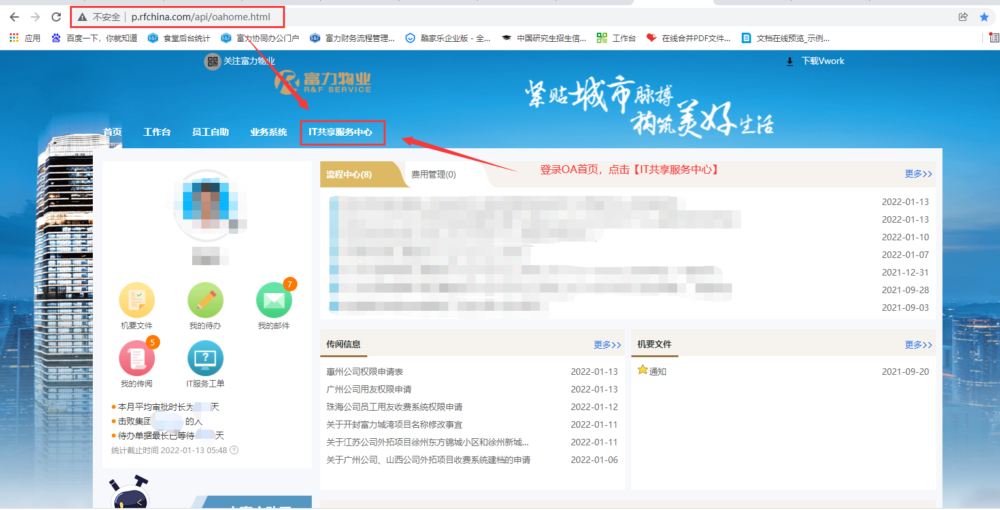 不安全 p.rfchina.com/api/oahome.html
应用 百度一下，你就知道 食堂后台统计 富力协同办公门户 富力财务流程管理... 酷家乐企业版 - 全... 中国研究生招生信... 工作台 在线合并PDF文件... 文档在线预览_示例...
关注富力物业 下载Vwork
富力物业
R&F SERVICE
紧贴城市脉搏
构筑美好生活
首页 工作台 员工自助 业务系统 IT共享服务中心
登录OA首页，点击【IT共享服务中心】
流程中心(8) 费用管理(0) 更多>>
2022-01-13
2022-01-13
2022-01-10
2022-01-07
2021-12-31
2021-09-28
2021-09-03
7
机要文件 我的待办 我的邮件
5
我的传阅 IT服务工单
本月平均审批时长为 天
击败集团 的人
待办单据最长已等待 天
统计截止时间 2022-01-13 05:48 ?
传阅信息 更多>>
惠州公司权限申请表 2022-01-13
广州公司用友权限申请 2022-01-13
珠海公司员工用友收费系统权限申请 2022-01-12
关于开封富力城湾项目名称修改事宜 2022-01-11
关于江苏公司外拓项目徐州东方锦城小区和徐州新城... 2022-01-11
关于广州公司、山西公司外拓项目收费系统建档的申请 2022-01-06
机要文件 更多>>
通知 2021-09-20